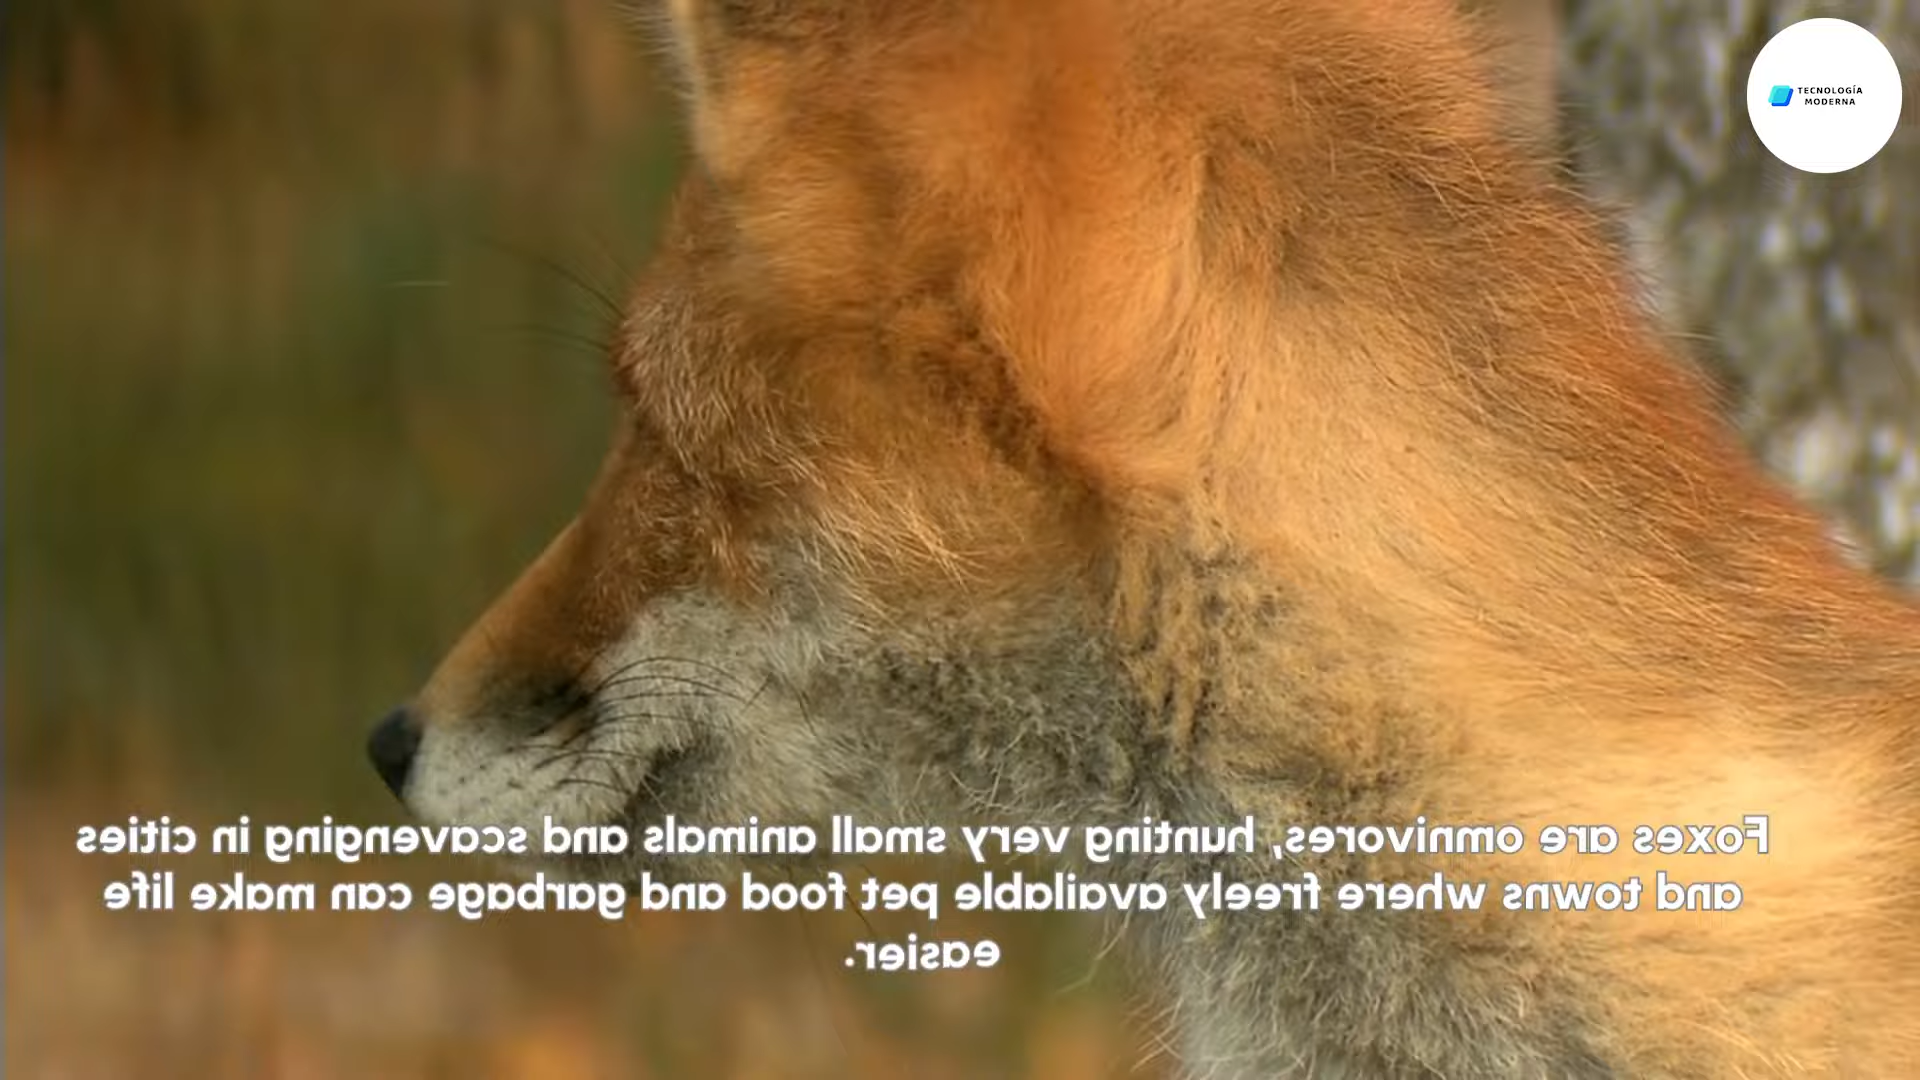 TECNOLOGÍA
MODERNA
Foxes are omnivores, hunting very small animals and scavenging in cities
and towns where freely available pet food and garbage can make life
easier.